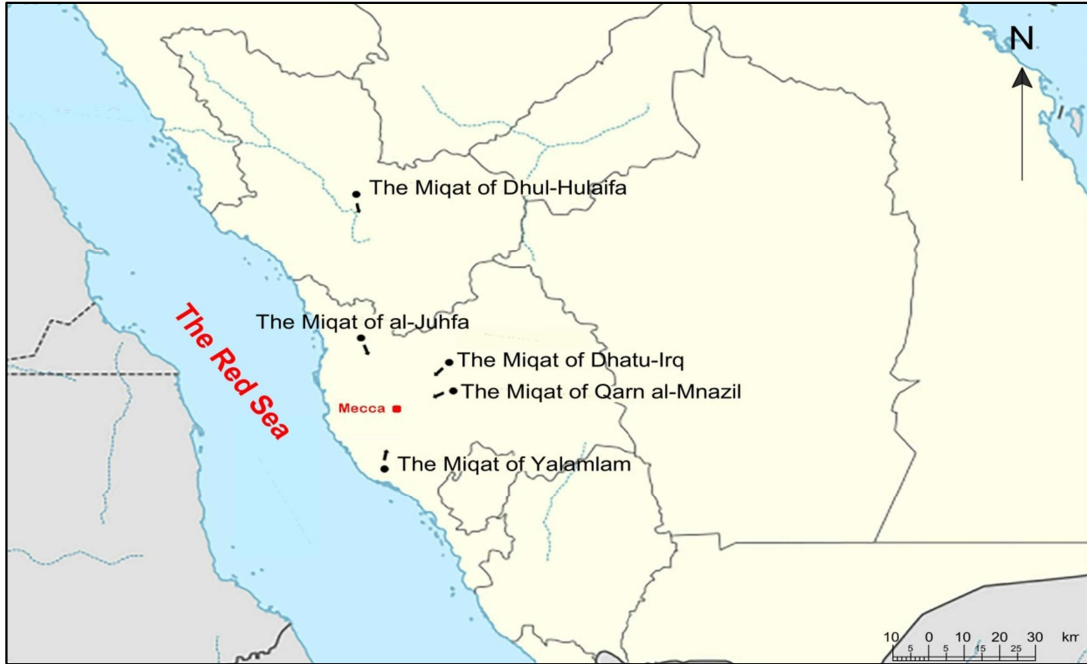 N
The Miqat of Dhul-Hulaifa
The Miqat of al-Juhfa
The Red Sea
The Miqat of Dhatu-Irq
The Miqat of Qarn al-Mnazil
Mecca
The Miqat of Yalamlam
10 0 10 20 30 km
5 5 15 25